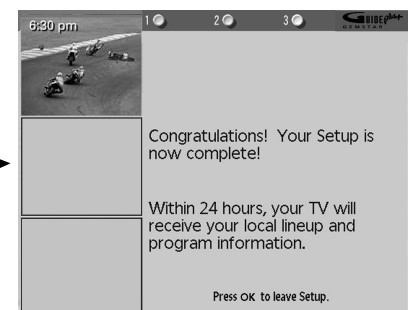 6:30 pm
1 2 3
GUIDE plus+
GEMSTAR
Congratulations! Your Setup is
now complete!
Within 24 hours, your TV will
receive your local lineup and
program information.
Press OK to leave Setup.